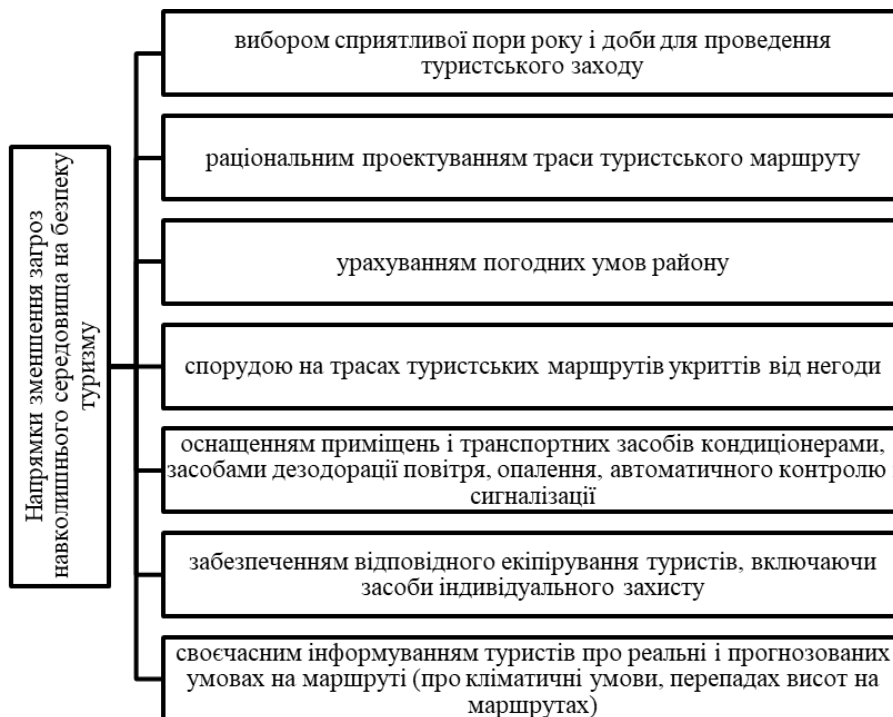 Напрямки зменшення загроз
навколишнього середовища на безпеку
туризму
вибором сприятливої пори року і доби для проведення
туристського заходу
раціональним проектуванням траси туристського маршруту
урахуванням погодних умов району
спорудою на трасах туристських маршрутів укриттів від негоди
оснащенням приміщень і транспортних засобів кондиціонерами,
засобами дезодорації повітря, опалення, автоматичного контролю
сигналізації
забезпеченням відповідного екіпірування туристів, включаючи
засоби індивідуального захисту
своєчасним інформуванням туристів про реальні і прогнозованих
умовах на маршруті (про кліматичні умови, перепадах висот на
маршрутах)